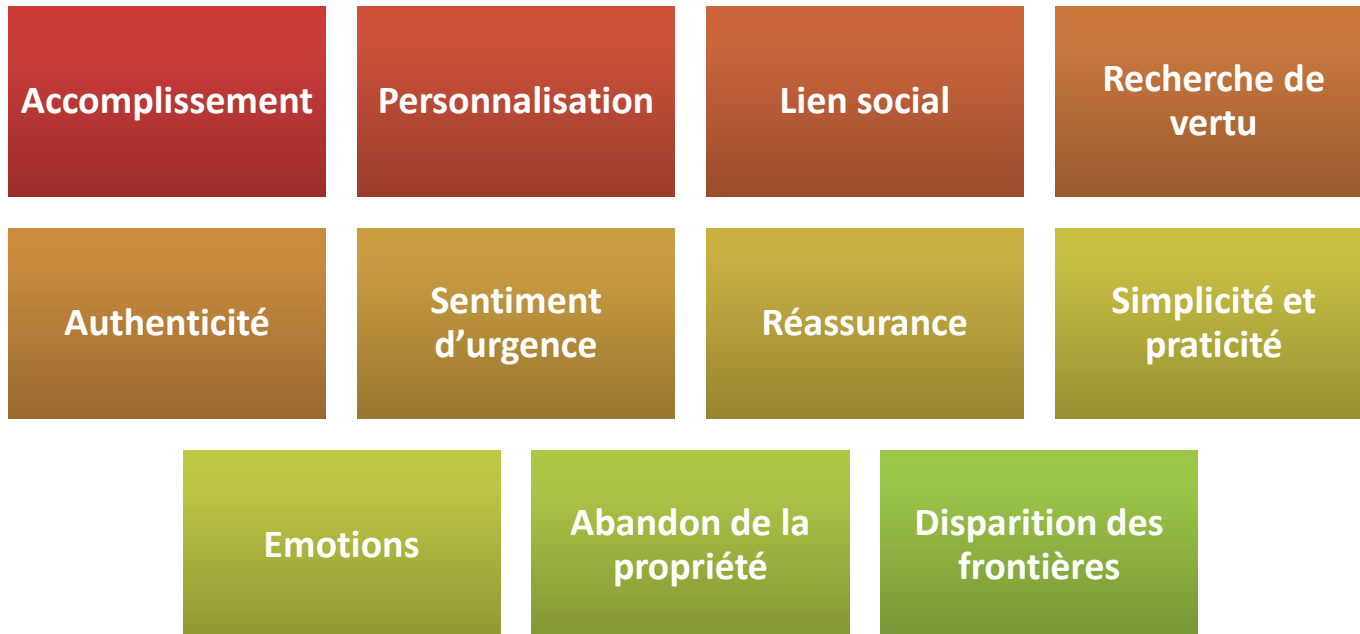 Accomplissement
Personnalisation
Lien social
Recherche de
vertu
Authenticité
Sentiment
d’urgence
Réassurance
Simplicité et
praticité
Emotions
Abandon de la
propriété
Disparition des
frontières